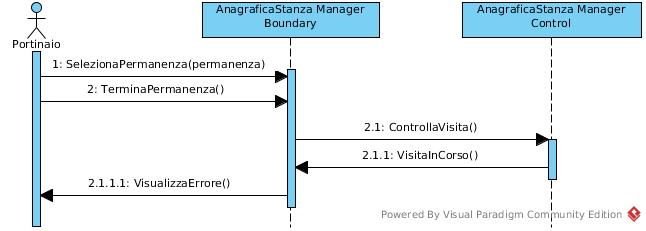 AnagraficaStanza Manager
Boundary
AnagraficaStanza Manager
Control
Portinaio
1: SelezionaPermanenza(permanenza)
2: TerminaPermanenza()
2.1: ControllaVisita()
2.1.1: VisitaInCorso()
2.1.1.1: VisualizzaErrore()
Powered By Visual Paradigm Community Edition